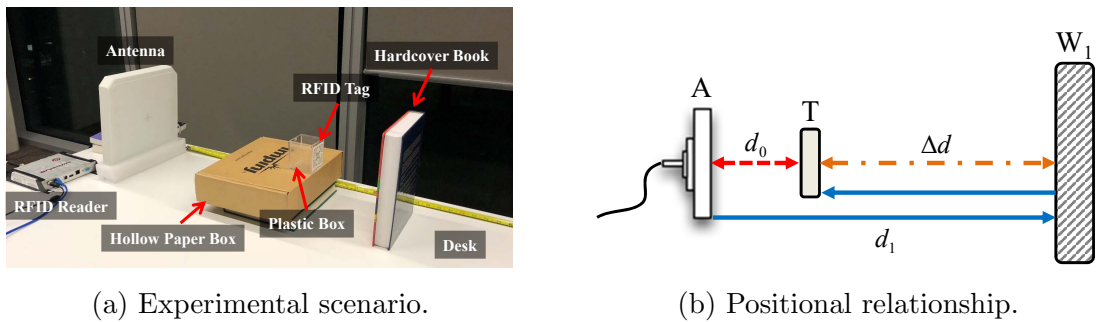 Antenna
Hardcover Book
RFID Tag
RFID Reader
Plastic Box
Hollow Paper Box
Desk
(a) Experimental scenario.
A
T
W₁
d₀
Δd
d₁
(b) Positional relationship.